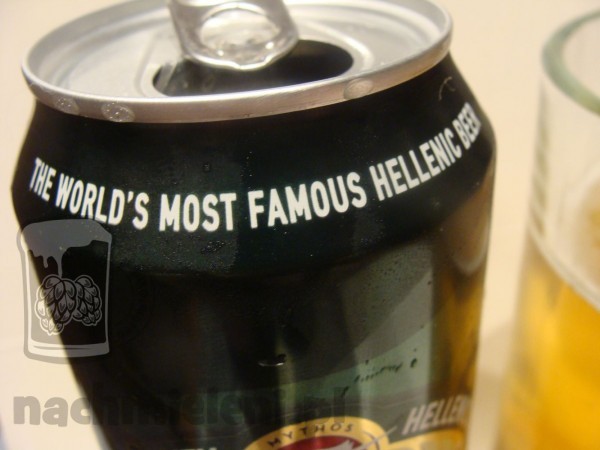 THE WORLD'S MOST FAMOUS HELLENIC BEER
HELLEN
MYTHOS